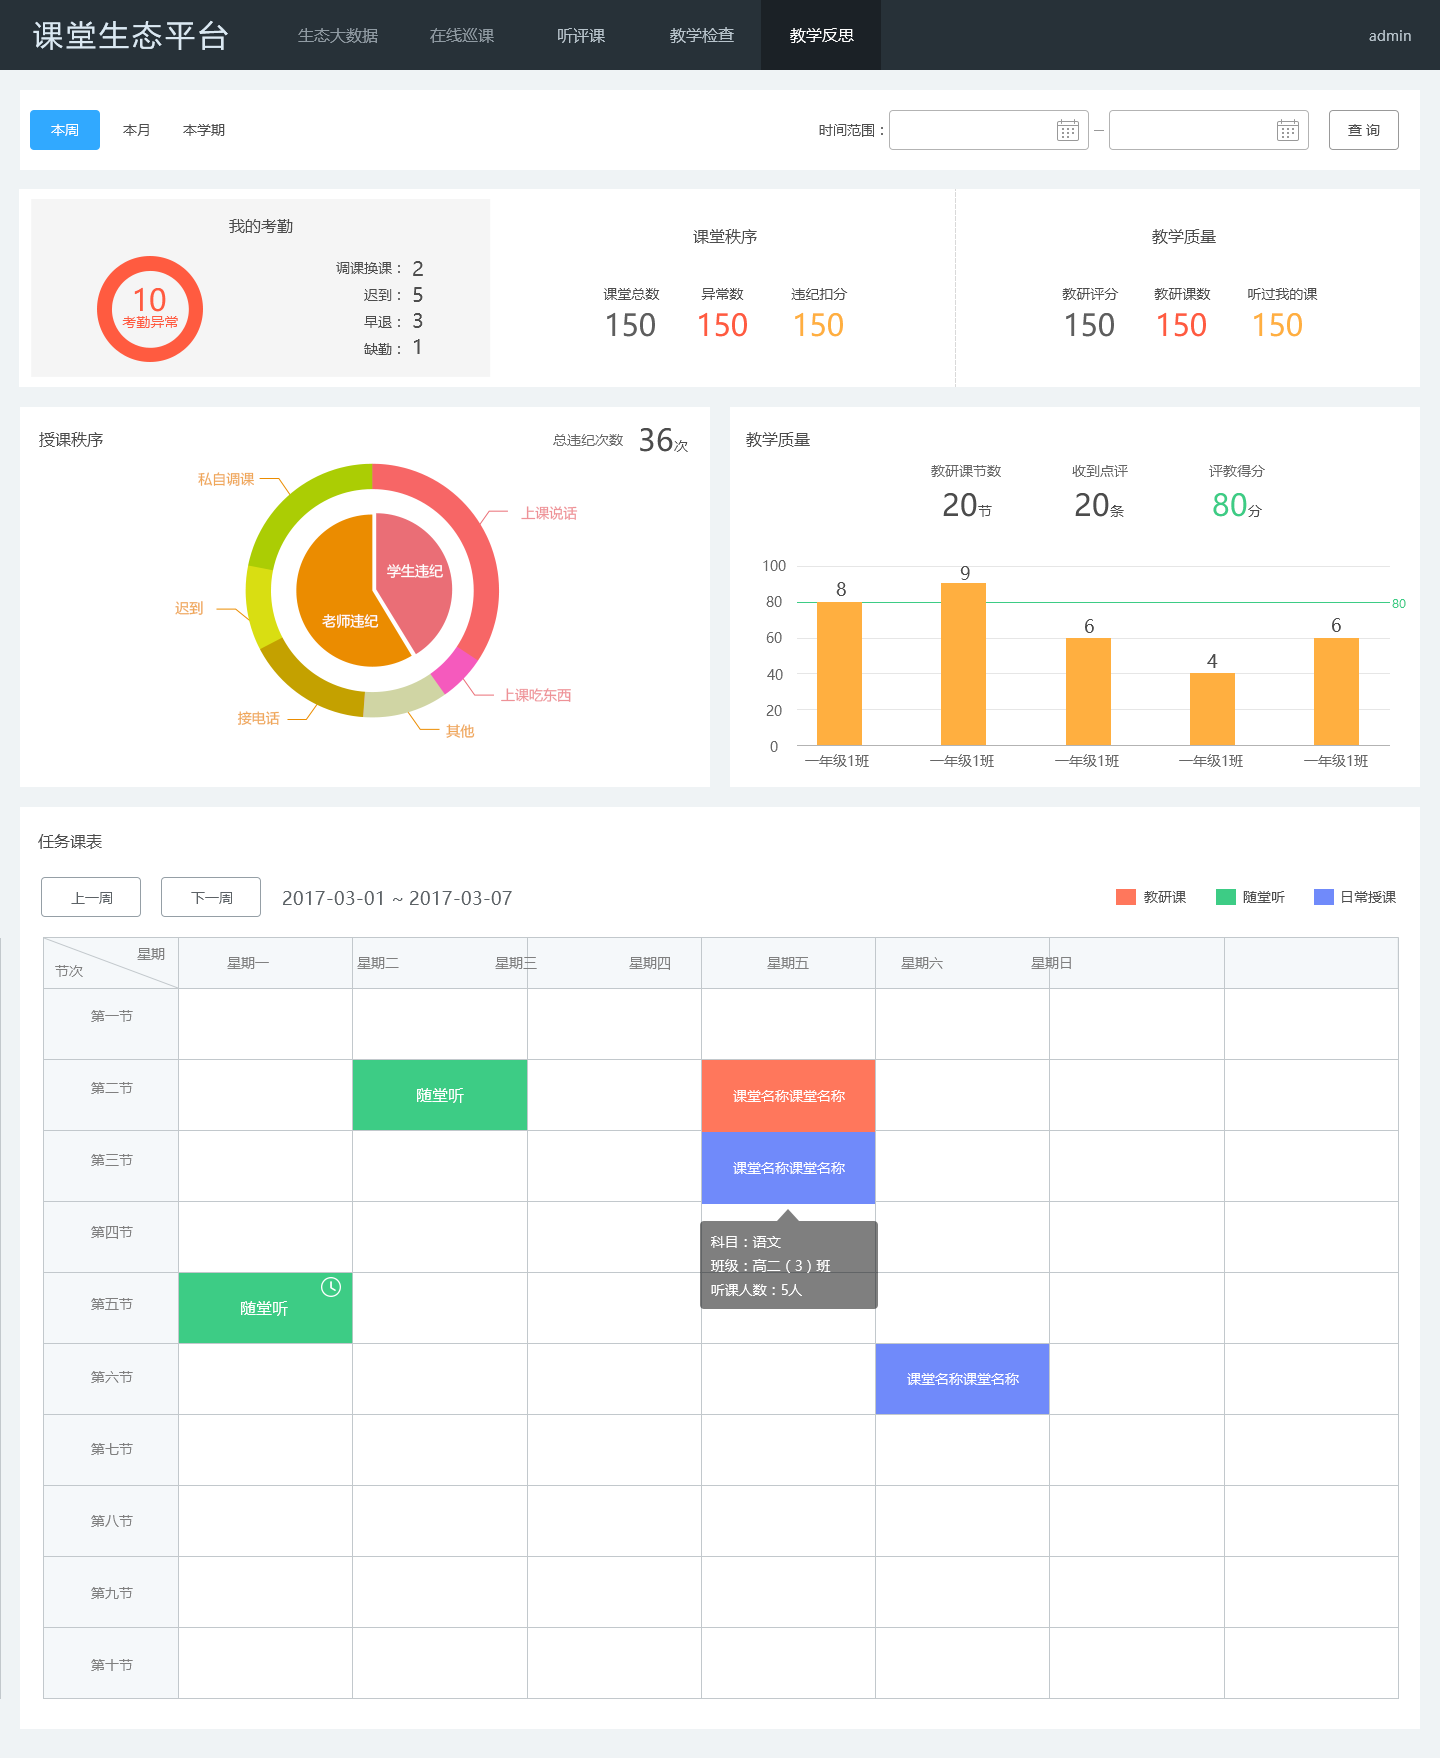 课堂生态平台 生态大数据 在线巡课 听评课 教学检查 教学反思 admin
本周 本月 本学期 时间范围： – 查 询
我的考勤
10
考勤异常
调课换课： 2
迟到： 5
早退： 3
缺勤： 1
课堂秩序
课堂总数 异常数 违纪扣分
150 150 150
教学质量
教研评分 教研课数 听过我的课
150 150 150
授课秩序 总违纪次数 36次
私自调课
上课说话
学生违纪
迟到
老师违纪
上课吃东西
接电话
其他
教学质量
教研课节数 收到点评 评教得分
20节 20条 80分
100
80
60
40
20
0
8
9
6
4
6
80
一年级1班 一年级1班 一年级1班 一年级1班 一年级1班
任务课表
上一周 下一周 2017-03-01 ~ 2017-03-07 教研课 随堂听 日常授课
星期
节次
星期一 星期二 星期三 星期四 星期五 星期六 星期日
第一节
第二节 随堂听 课堂名称课堂名称
第三节 课堂名称课堂名称
第四节
科目：语文
班级：高二（3）班
听课人数：5人
第五节 随堂听
第六节 课堂名称课堂名称
第七节
第八节
第九节
第十节